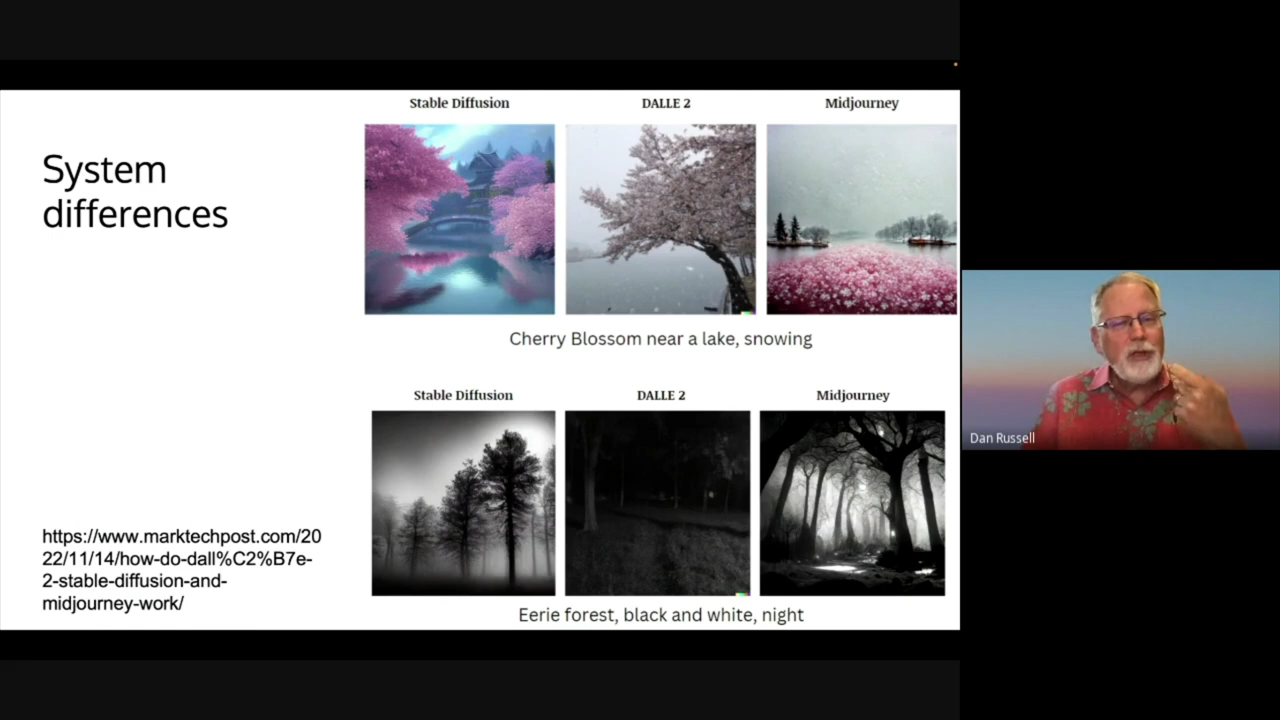 System
differences
Stable Diffusion
DALLE 2
Midjourney
Cherry Blossom near a lake, snowing
Stable Diffusion
DALLE 2
Midjourney
Eerie forest, black and white, night
https://www.marktechpost.com/20
22/11/14/how-do-dall%C2%B7e-
2-stable-diffusion-and-
midjourney-work/
Dan Russell